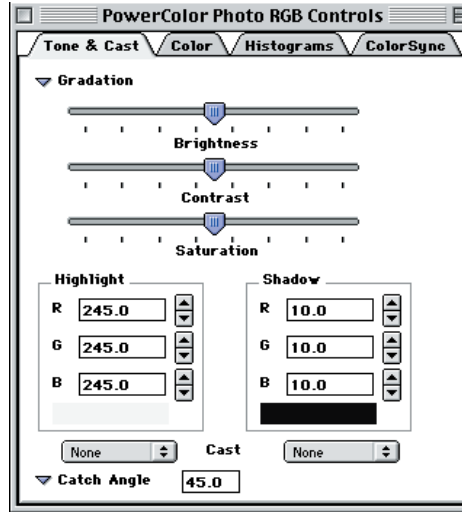 PowerColor Photo RGB Controls
Tone & Cast Color Histograms ColorSync
Gradation
Brightness
Contrast
Saturation
Highlight Shadow
R 245.0 R 10.0
G 245.0 G 10.0
B 245.0 B 10.0
None Cast None
Catch Angle 45.0